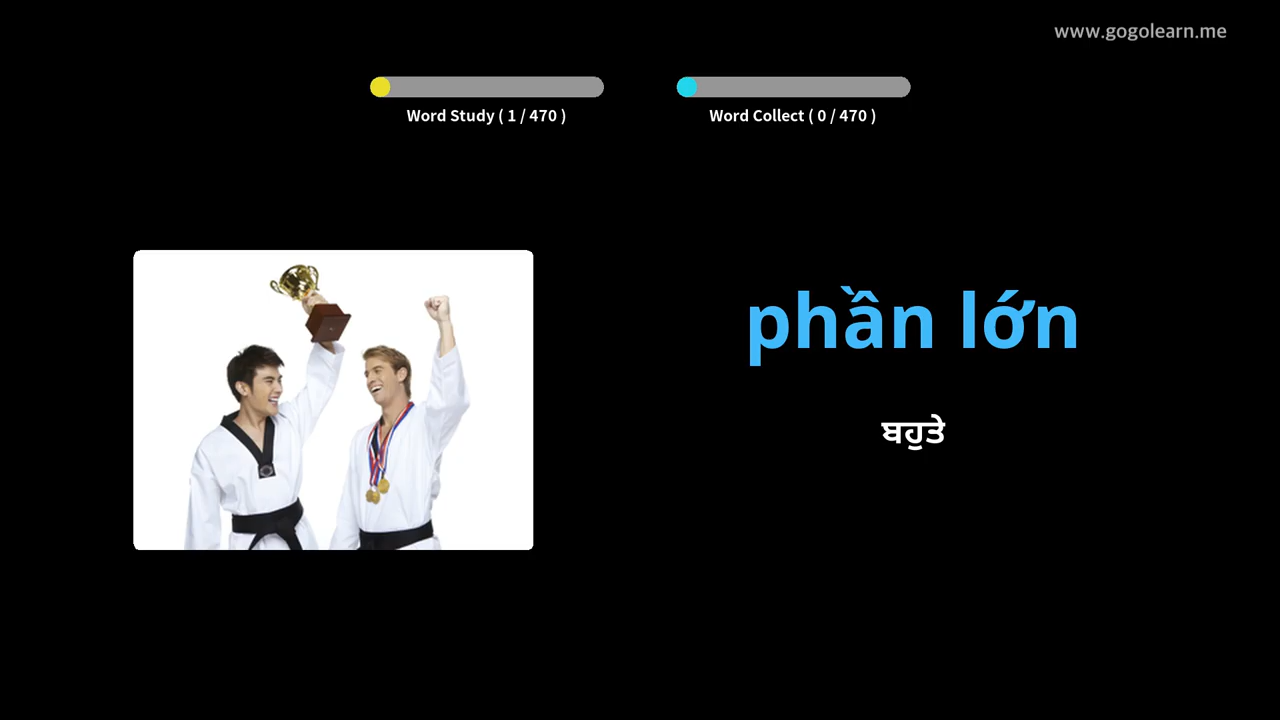 www.gogolearn.me
Word Study ( 1 / 470 )
Word Collect ( 0 / 470 )
phần lớn
ਬਹੁਤੇ